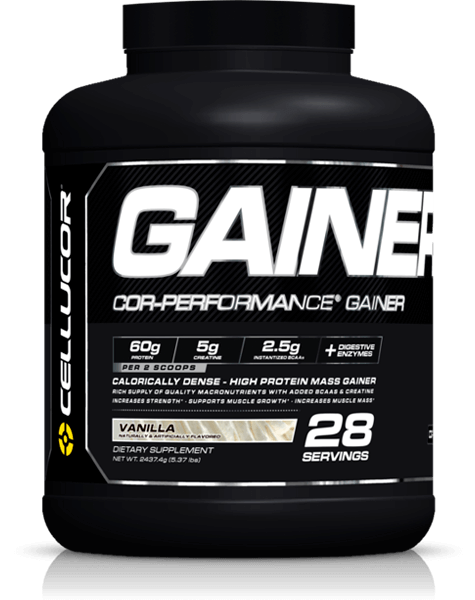 CELLUCOR®
GAINER
COR-PERFORMANCE® GAINER
60g PROTEIN
5g CREATINE
2.5g INSTANTIZED BCAAs
+ DIGESTIVE ENZYMES
PER 2 SCOOPS
CALORICALLY DENSE - HIGH PROTEIN MASS GAINER
RICH SUPPLY OF QUALITY MACRONUTRIENTS WITH ADDED BCAAS & CREATINE
INCREASES STRENGTH* - SUPPORTS MUSCLE GROWTH* - INCREASES MUSCLE MASS*
VANILLA
NATURALLY & ARTIFICIALLY FLAVORED
28
SERVINGS
DIETARY SUPPLEMENT
NET WT. 2437.4g (5.37 lbs)